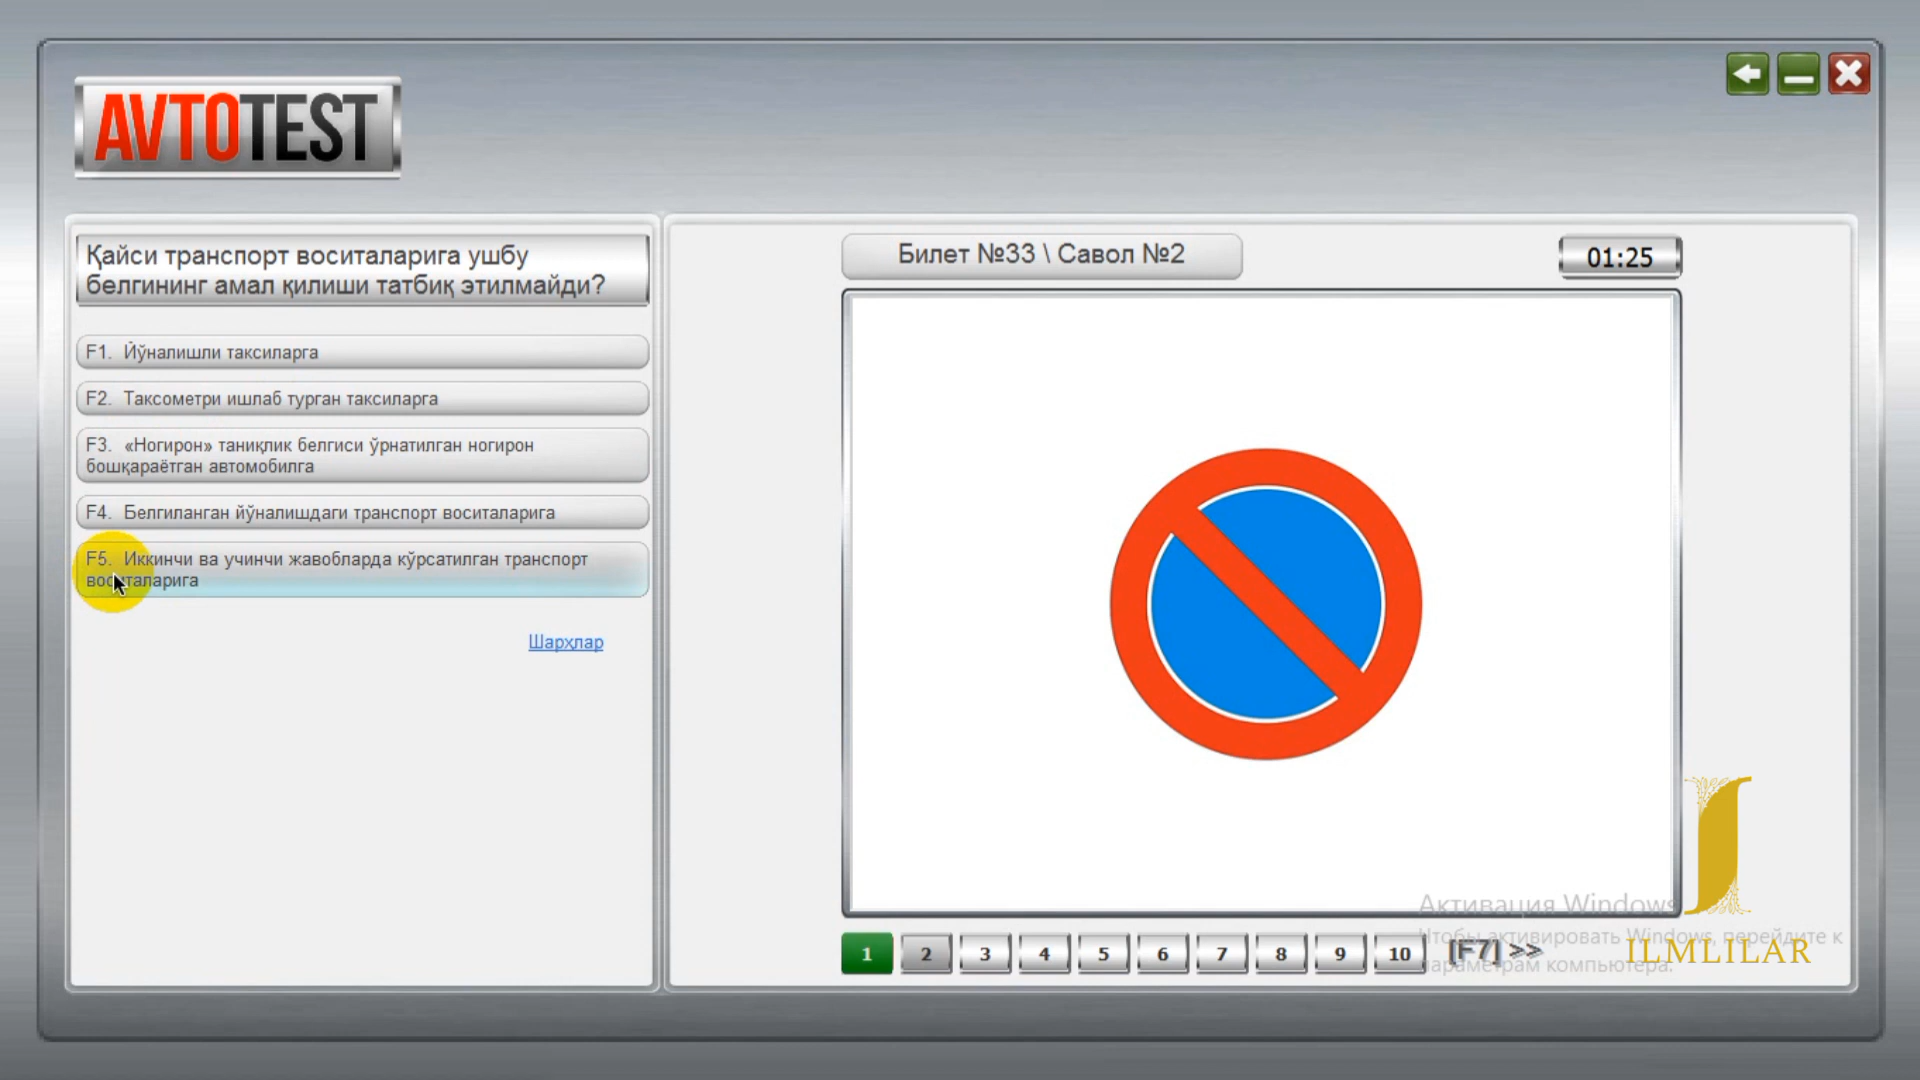 AVTOTEST
Қайси транспорт воситаларига ушбу
белгининг амал қилиши татбиқ этилмайди?
F1. Йўналишли таксиларга
F2. Таксометри ишлаб турган таксиларга
F3. «Ногирон» таниқлик белгиси ўрнатилган ногирон
бошқараётган автомобилга
F4. Белгиланган йўналишдаги транспорт воситаларига
F5. Иккинчи ва учинчи жавобларда кўрсатилган транспорт
воситаларига
Шарҳлар
Билет №33 \ Савол №2
01:25
1 2 3 4 5 6 7 8 9 10 [F7] >>
Активация Windows
Чтобы активировать Windows, перейдите к
параметрам компьютера.
ILMLILAR